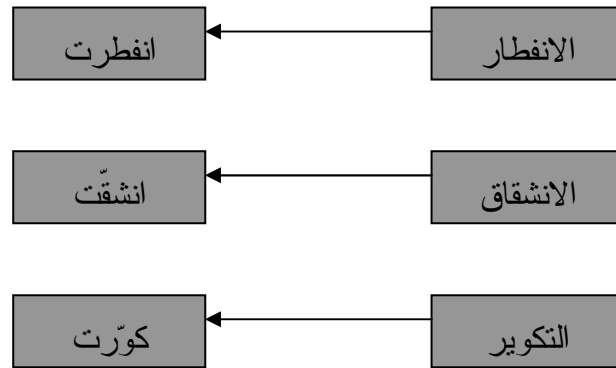 الانفطار
انفطرت
الانشقاق
انشقّت
التكوير
كوّرت